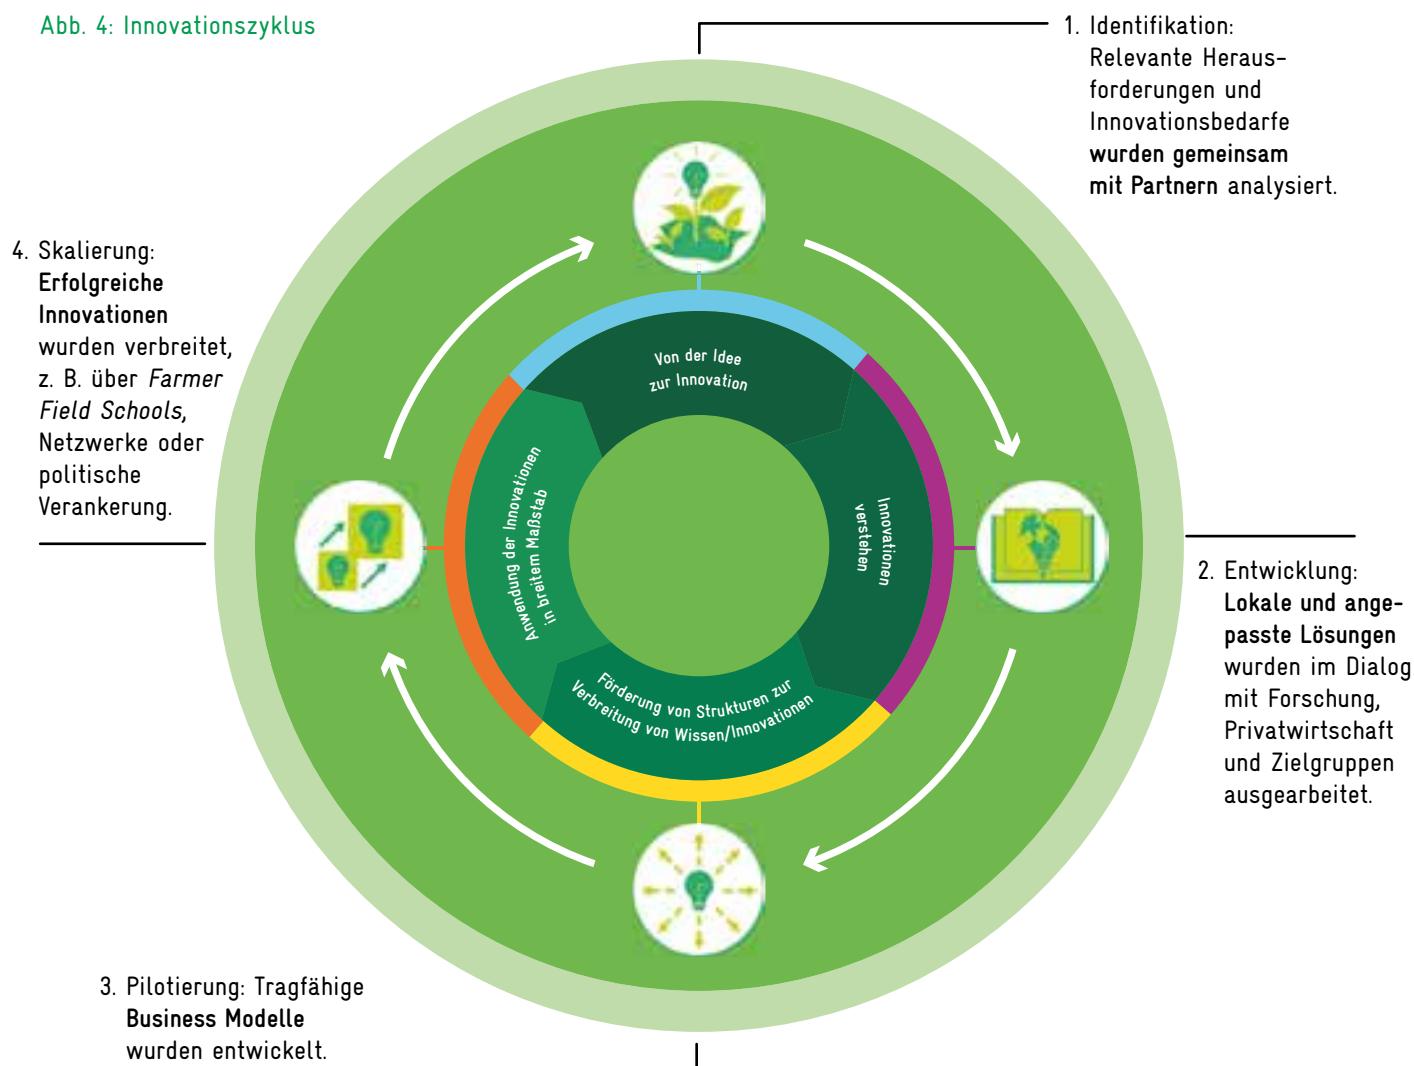 Abb. 4: Innovationszyklus
1. Identifikation:
Relevante Heraus-
forderungen und
Innovationsbedarfe
wurden gemeinsam
mit Partnern analysiert.
4. Skalierung:
Erfolgreiche
Innovationen
wurden verbreitet,
z. B. über Farmer
Field Schools,
Netzwerke oder
politische
Verankerung.
Von der Idee
zur Innovation
Innovationen
verstehen
Förderung von Strukturen zur
Verbreitung von Wissen/Innovationen
Anwendung der Innovationen
in breitem Maßstab
2. Entwicklung:
Lokale und ange-
passte Lösungen
wurden im Dialog
mit Forschung,
Privatwirtschaft
und Zielgruppen
ausgearbeitet.
3. Pilotierung: Tragfähige
Business Modelle
wurden entwickelt.